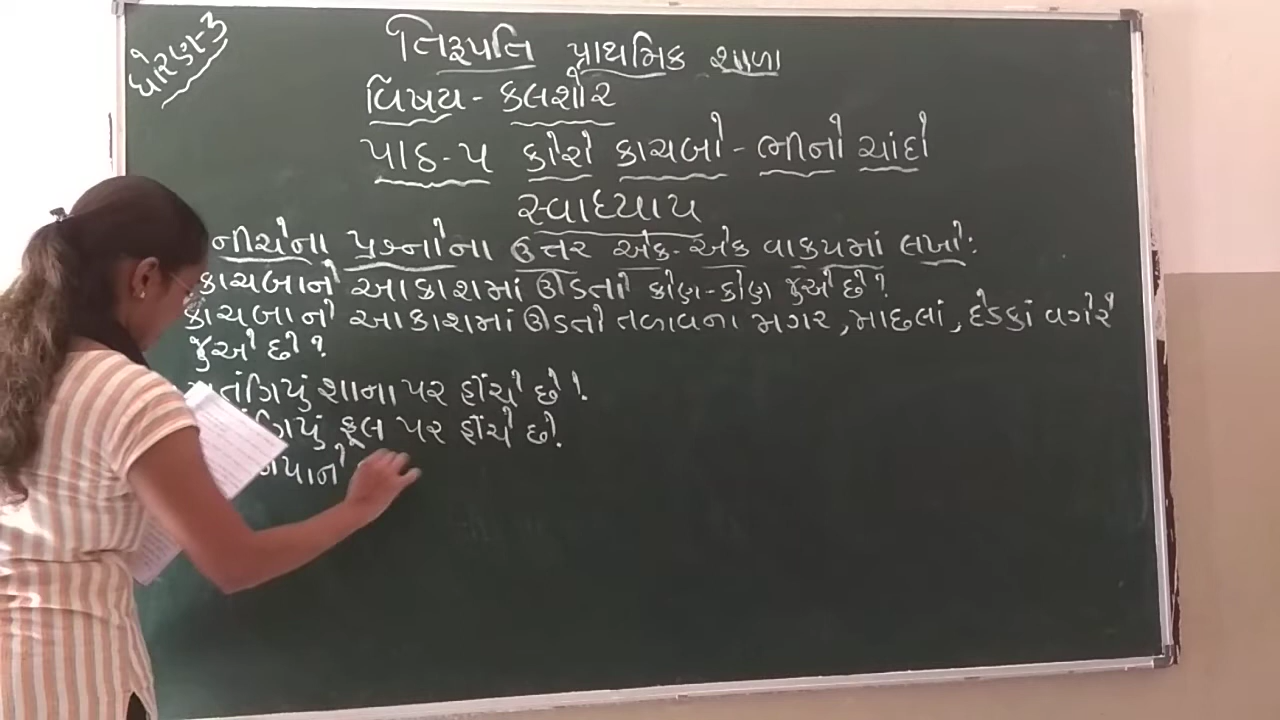 ધોરણ-3
તિરૂપતિ પ્રાથમિક શાળા
વિષય - કલશોર
પાઠ-૫ કોરો કાચબો - ભીનો ચાંદો
સ્વાધ્યાય
નીચેના પ્રશ્નોના ઉત્તર એક-એક વાક્યમાં લખો:
કાચબાને આકાશમાં ઊડતો કોણ-કોણ જુએ છે?
કાચબાને આકાશમાં ઊડતો તળાવના મગર, માછલાં, દેડકાં વગેરે
જુએ છે?
પતંગિયું શાના પર હીંચે છે?
ફૂલ પર હીંચે છે.